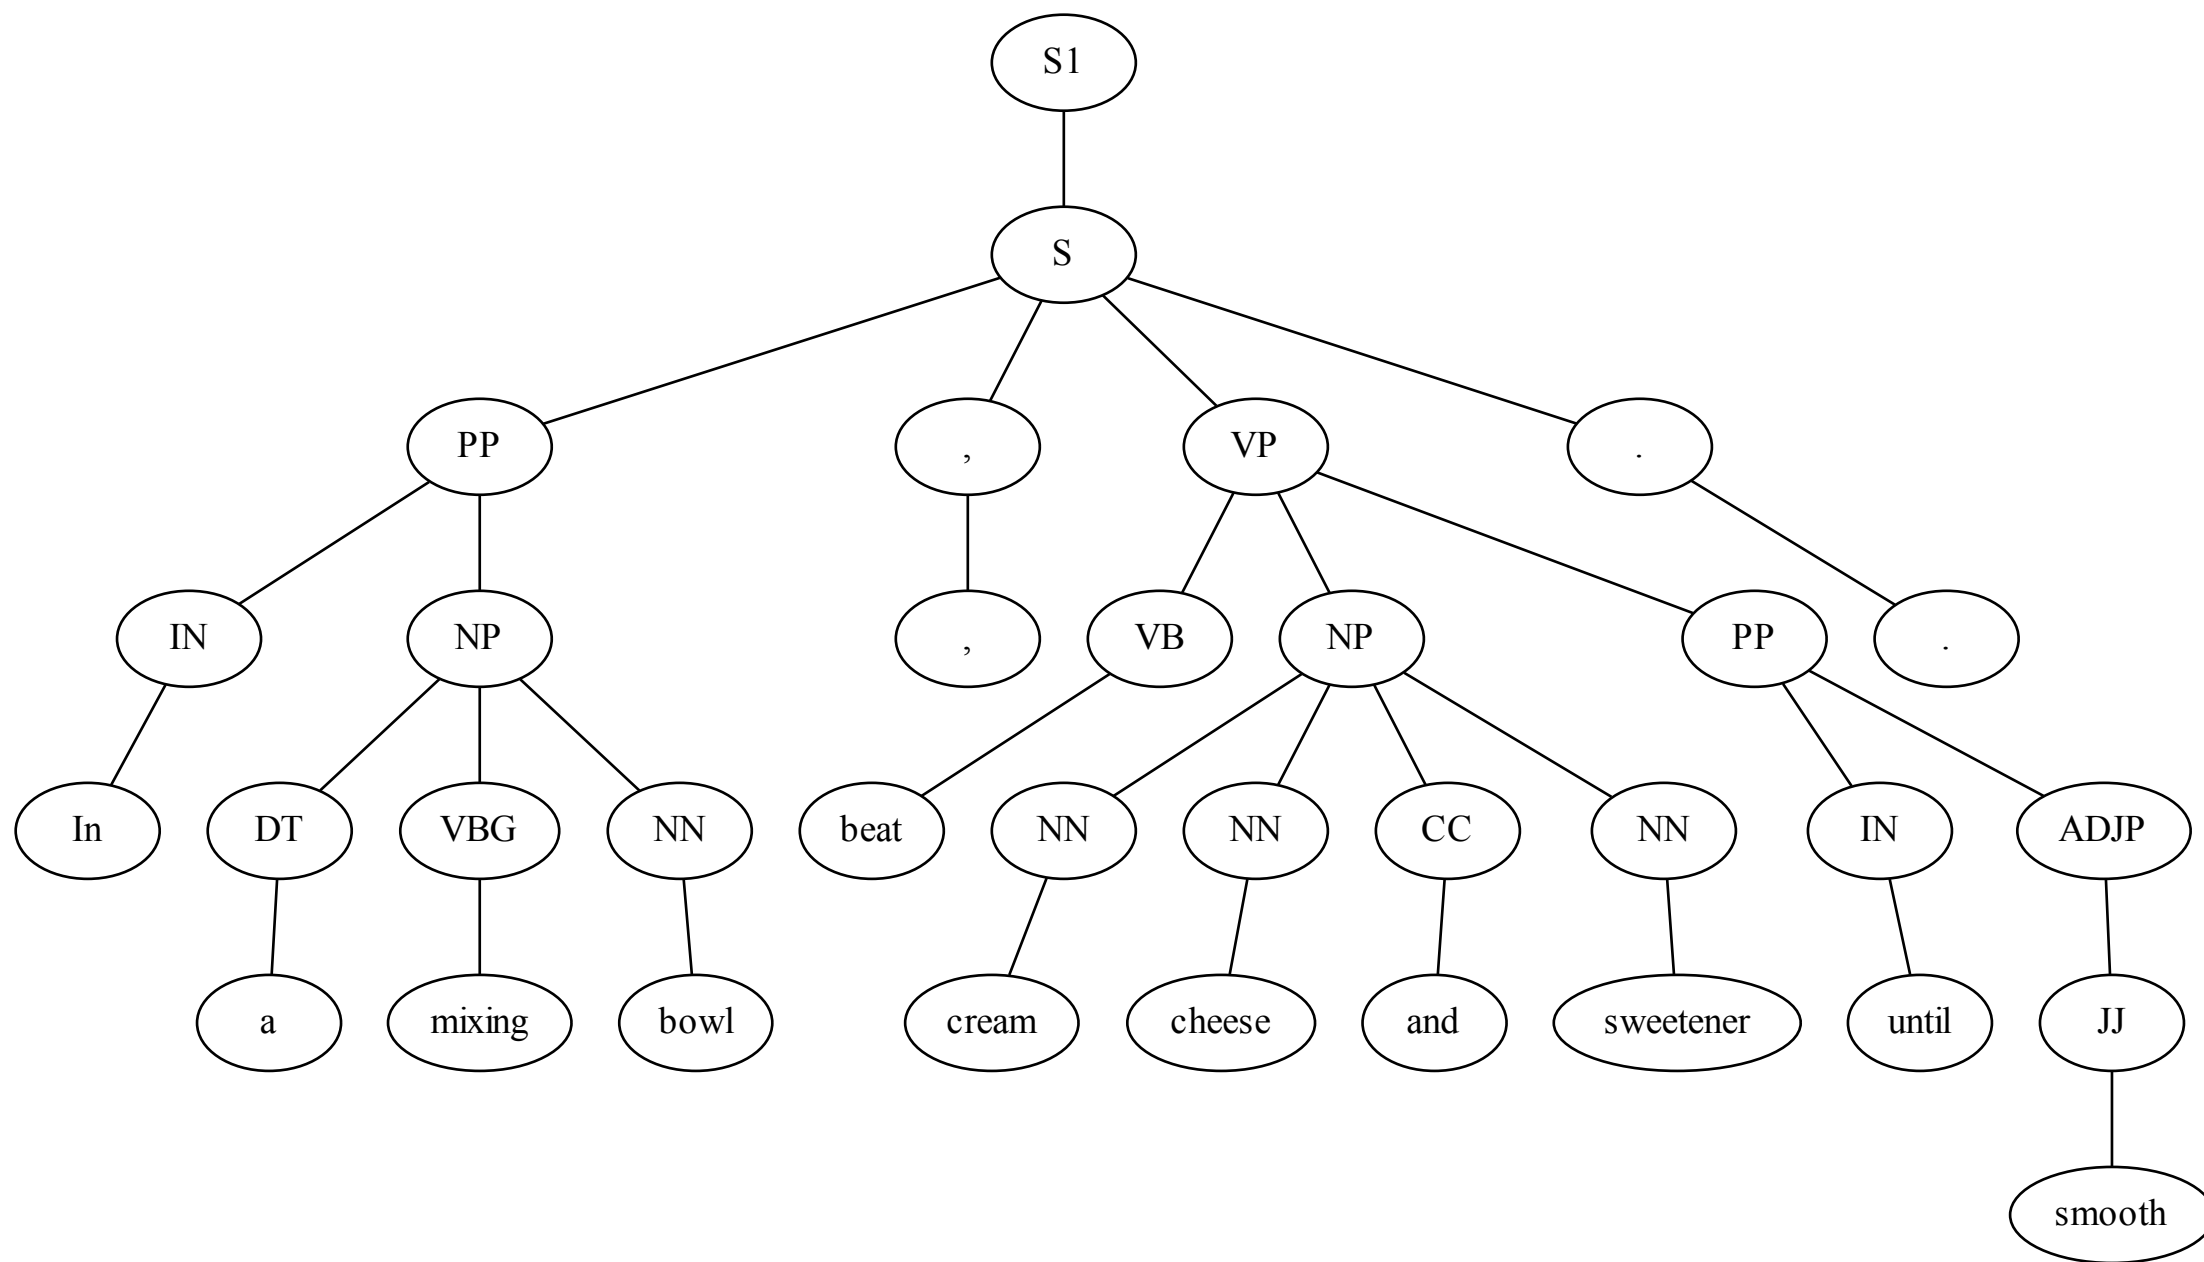 S1
S
PP , VP .
IN NP , VB NP PP .
In DT VBG NN beat NN NN CC NN IN ADJP
a mixing bowl cream cheese and sweetener until JJ
smooth